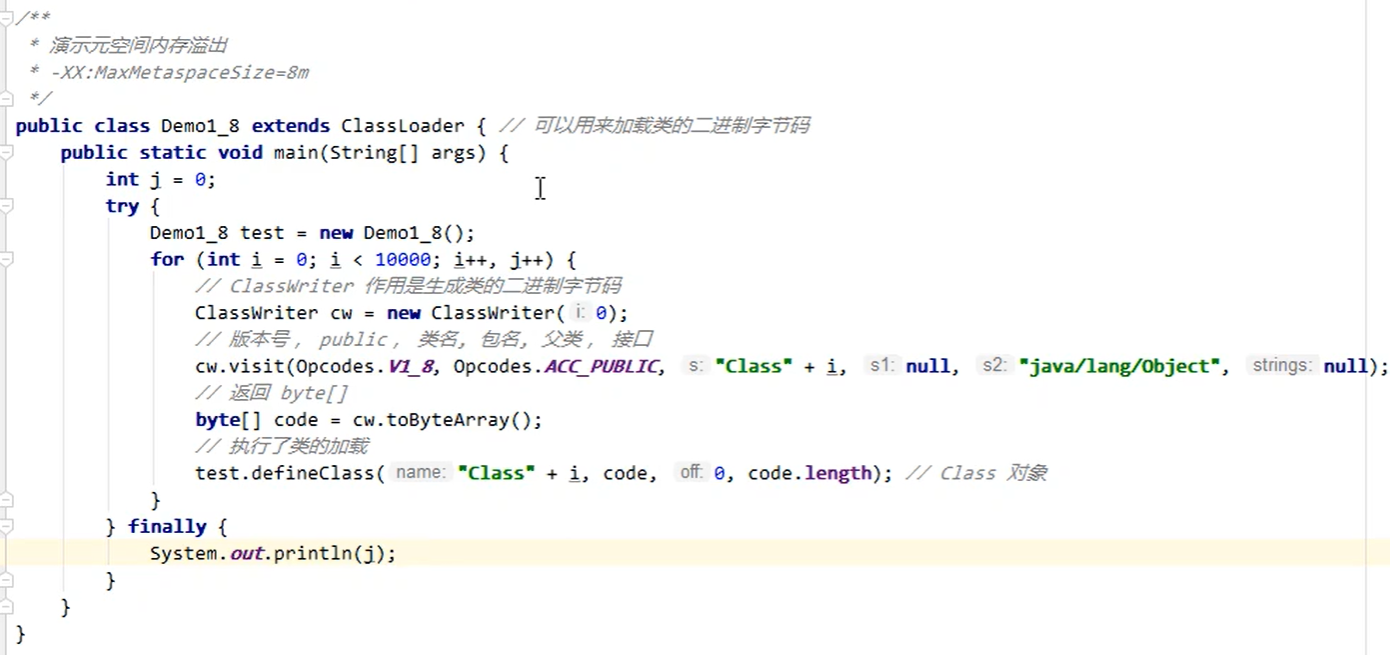 /**
 * 演示元空间内存溢出
 * -XX:MaxMetaspaceSize=8m
 */
public class Demo1_8 extends ClassLoader { // 可以用来加载类的二进制字节码
    public static void main(String[] args) {
        int j = 0;
        try {
            Demo1_8 test = new Demo1_8();
            for (int i = 0; i < 10000; i++, j++) {
                // ClassWriter 作用是生成类的二进制字节码
                ClassWriter cw = new ClassWriter( i: 0);
                // 版本号， public， 类名, 包名, 父类， 接口
                cw.visit(Opcodes.V1_8, Opcodes.ACC_PUBLIC, s: "Class" + i, s1: null, s2: "java/lang/Object", strings: null);
                // 返回 byte[]
                byte[] code = cw.toByteArray();
                // 执行了类的加载
                test.defineClass( name: "Class" + i, code, off: 0, code.length); // Class 对象
            }
        } finally {
            System.out.println(j);
        }
    }
}